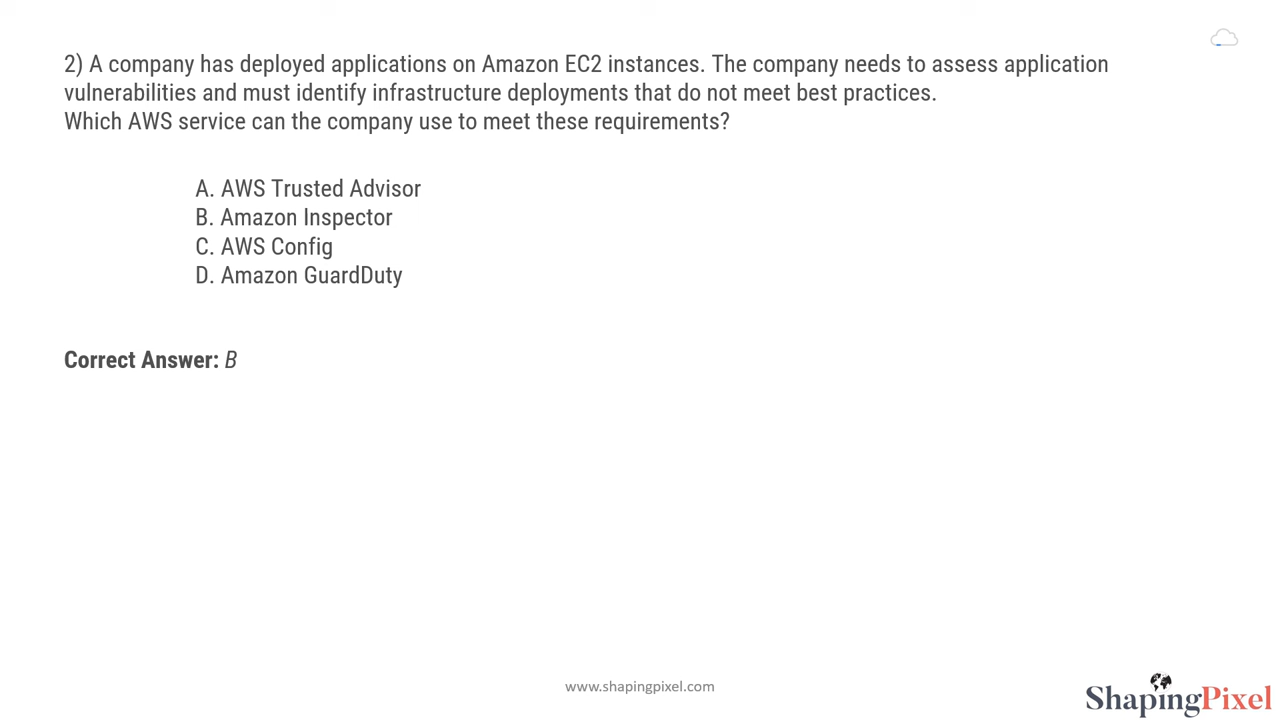 2) A company has deployed applications on Amazon EC2 instances. The company needs to assess application
vulnerabilities and must identify infrastructure deployments that do not meet best practices.
Which AWS service can the company use to meet these requirements?
A. AWS Trusted Advisor
B. Amazon Inspector
C. AWS Config
D. Amazon GuardDuty
Correct Answer: B
www.shapingpixel.com
ShapingPixel